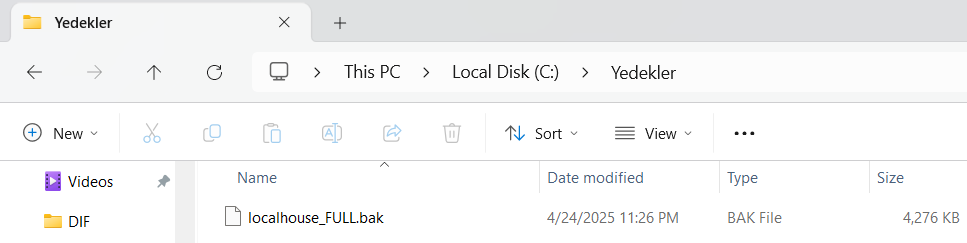 Yedekler
This PC > Local Disk (C:) > Yedekler
New Sort View
Name Date modified Type Size
Videos
localhouse_FULL.bak 4/24/2025 11:26 PM BAK File 4,276 KB
DIF